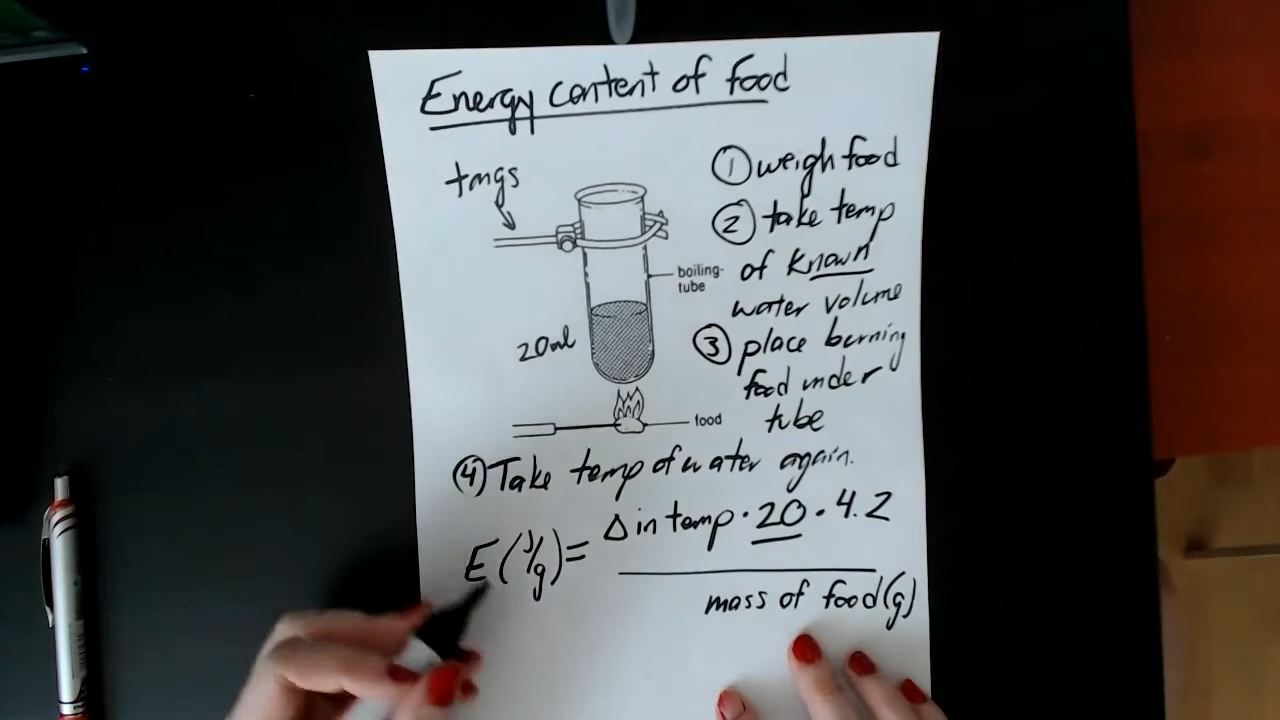 Energy content of food
tongs
① weigh food
② take temp
of known
water volume
③ place burning
food under
tube
boiling-
tube
20ml
food
④ Take temp of water again.
E (J/g) = Δ in temp · 20 · 4.2
mass of food (g)